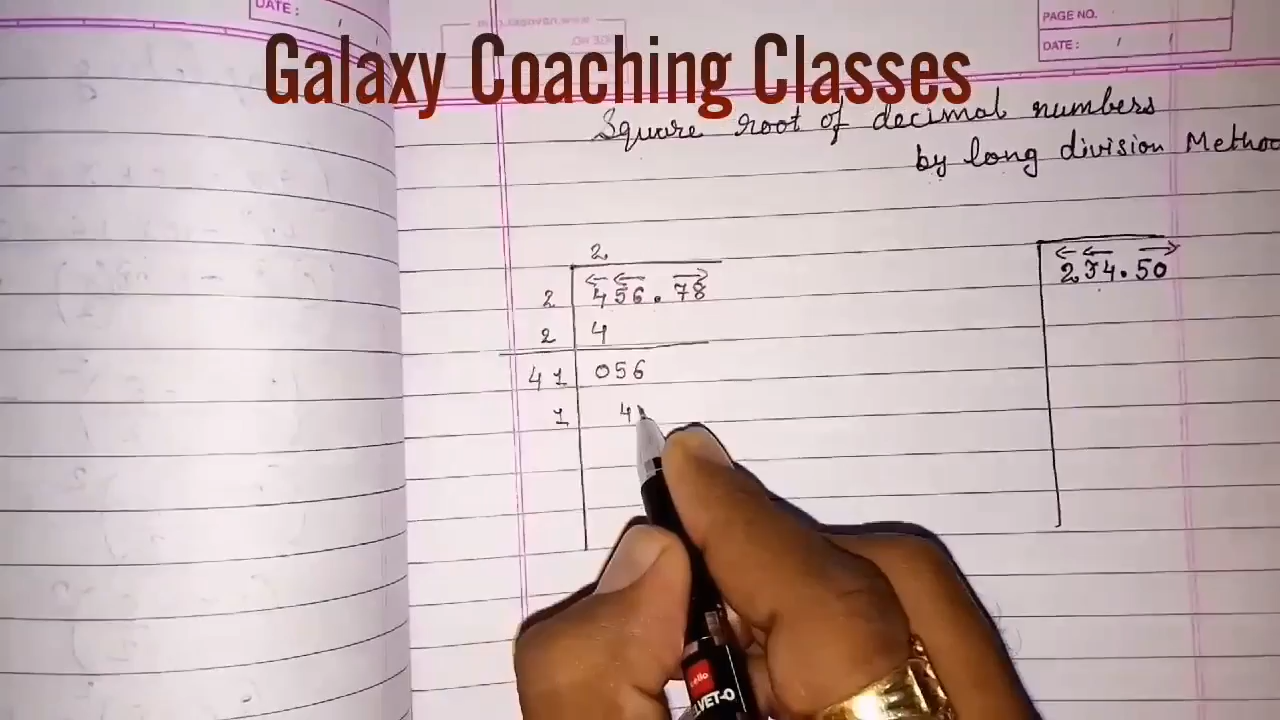 DATE :
PAGE NO.
DATE :
Galaxy Coaching Classes
Square root of decimal numbers
by long division Metho
2
2 456.78
2 4
41 056
1 4
234.50
cello